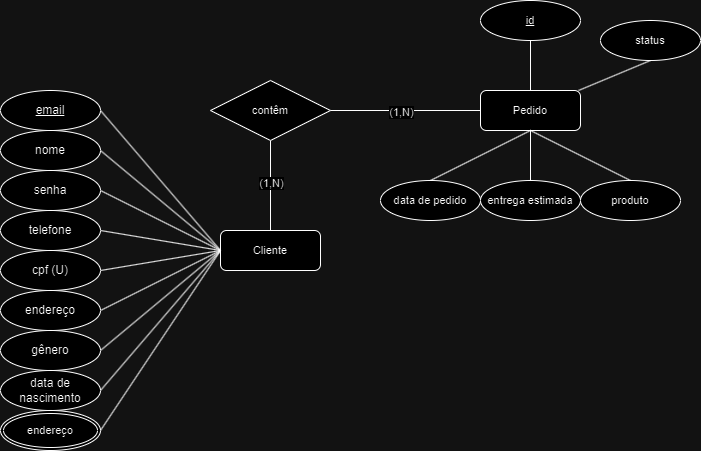 id
status
contêm
(1,N)
Pedido
email
nome
senha
telefone
cpf (U)
endereço
gênero
data de
nascimento
endereço
(1.N)
Cliente
data de pedido
entrega estimada
produto